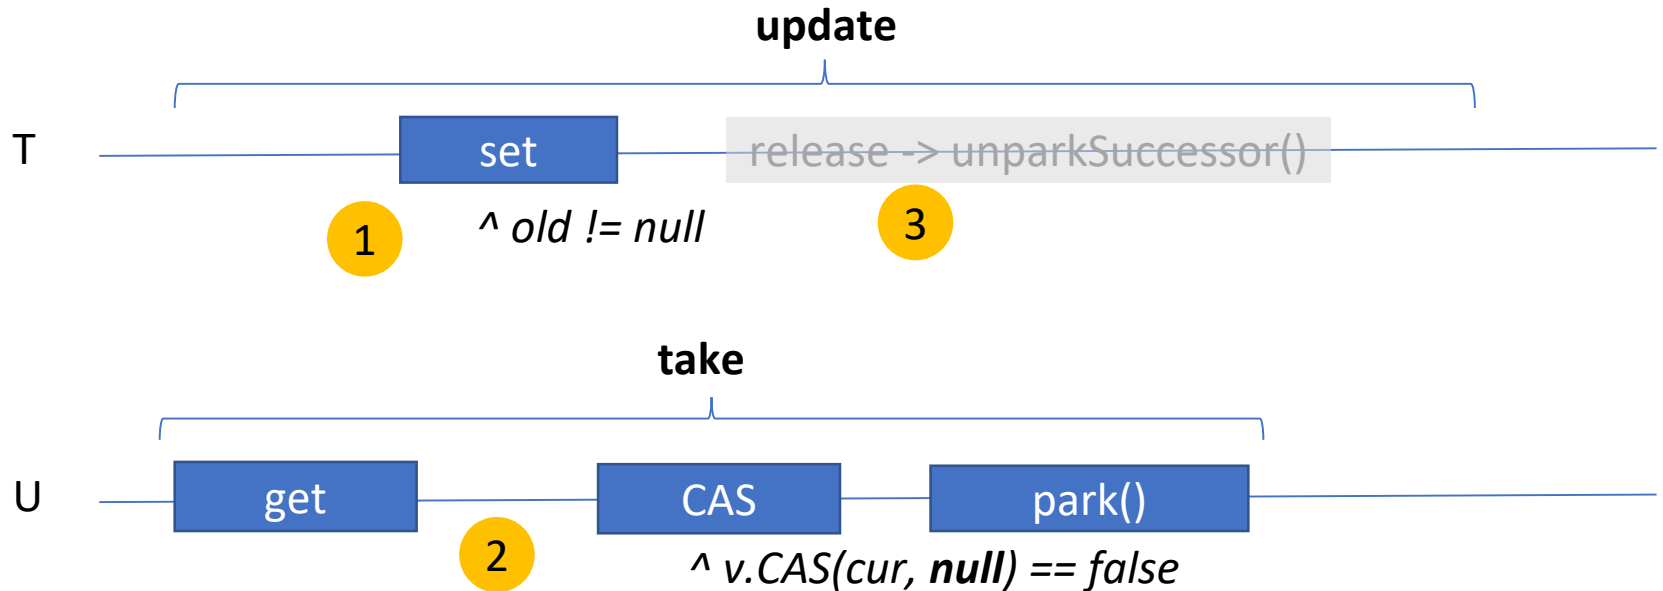 update
T
set
release -> unparkSuccessor()
1
^ old != null
3
take
U
get
CAS
park()
2
^ v.CAS(cur, null) == false